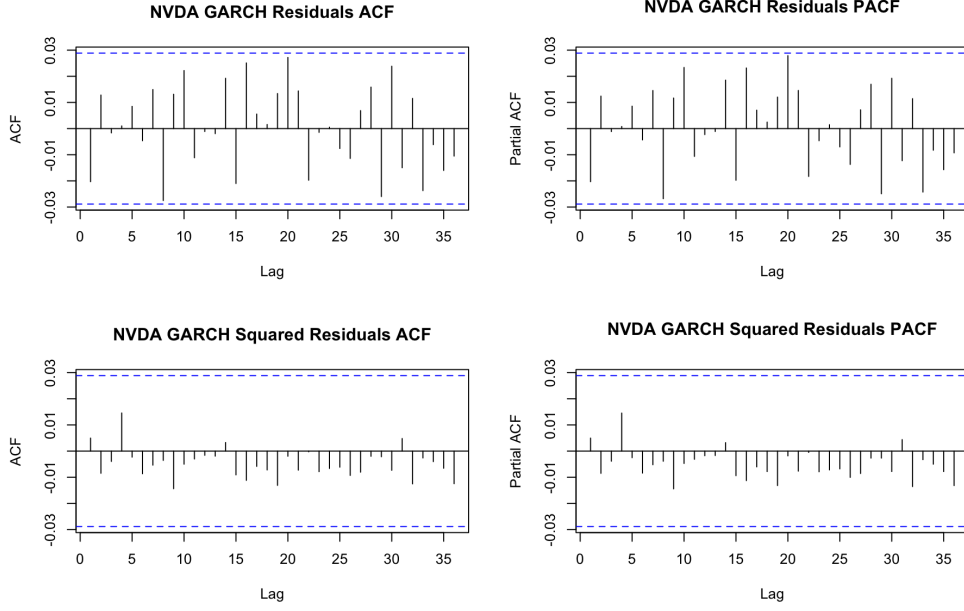 NVDA GARCH Residuals ACF
ACF
0.03
0.01
-0.01
-0.03
0 5 10 15 20 25 30 35
Lag
NVDA GARCH Residuals PACF
Partial ACF
0.03
0.01
-0.01
-0.03
0 5 10 15 20 25 30 35
Lag
NVDA GARCH Squared Residuals ACF
ACF
0.03
0.01
-0.01
-0.03
0 5 10 15 20 25 30 35
Lag
NVDA GARCH Squared Residuals PACF
Partial ACF
0.03
0.01
-0.01
-0.03
0 5 10 15 20 25 30 35
Lag